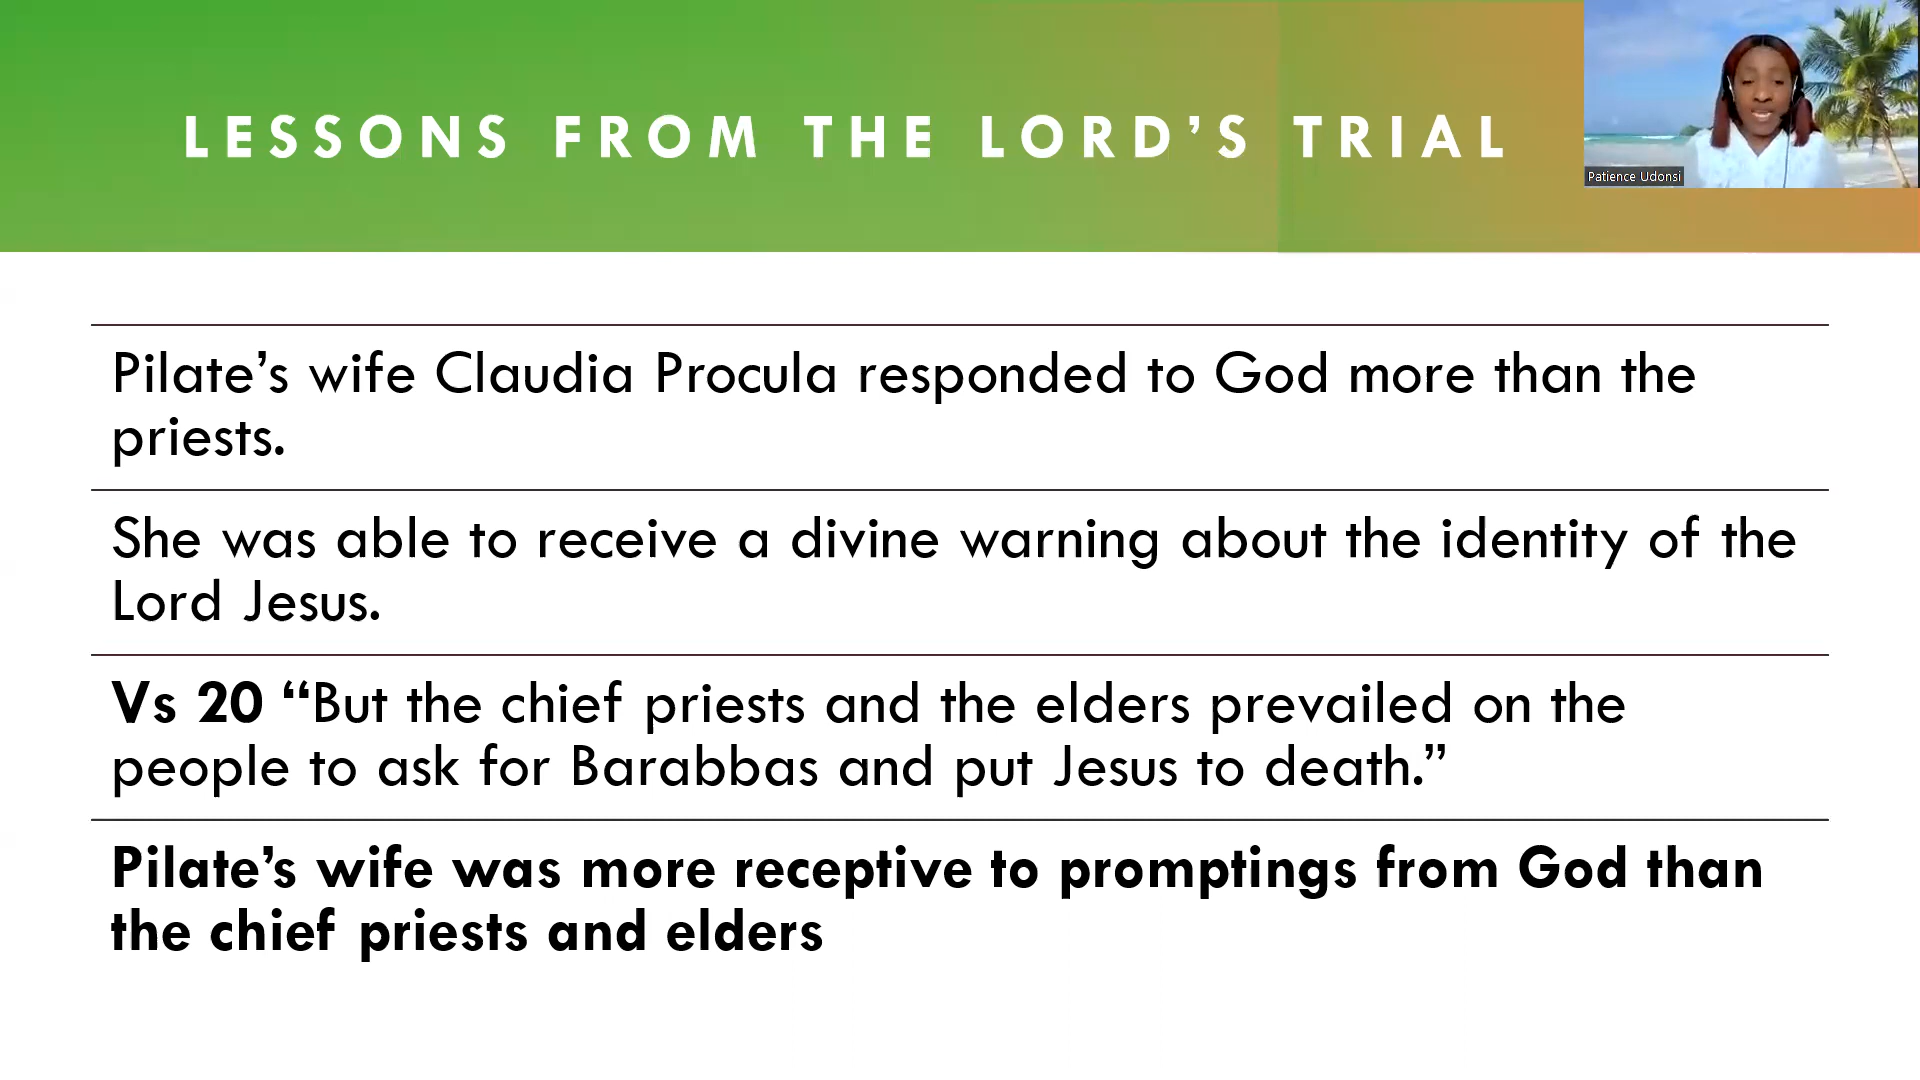 LESSONS FROM THE LORD’S TRIAL
Patience Udonsi
Pilate’s wife Claudia Procula responded to God more than the
priests.
She was able to receive a divine warning about the identity of the
Lord Jesus.
Vs 20 “But the chief priests and the elders prevailed on the
people to ask for Barabbas and put Jesus to death.”
Pilate’s wife was more receptive to promptings from God than
the chief priests and elders